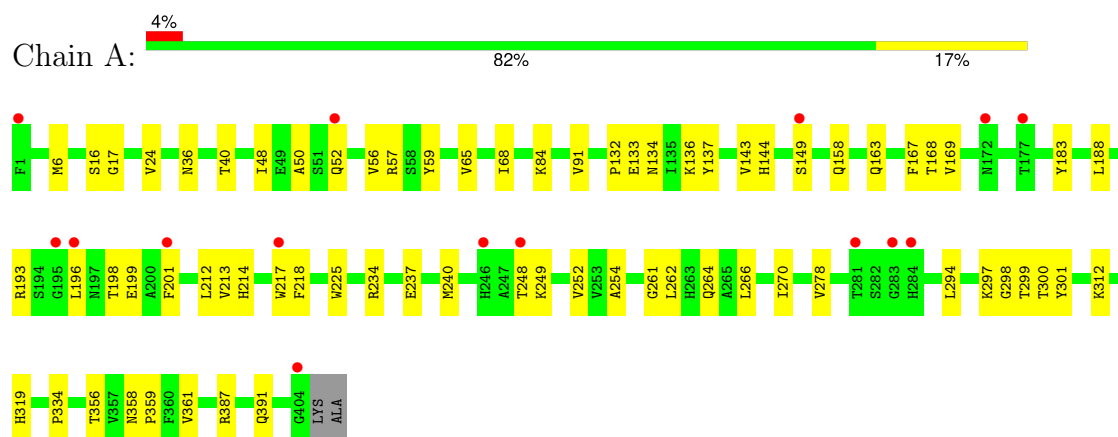 4%
Chain A:
82% 17%
F1 M6 S16 G17 V24 N36 T40 I48 E49 A50 S51 Q52 V56 R57 S58 Y59 V65 I68 K84 V91 P132 E133 N134 I135 K136 Y137 V143 H144 S149 Q158 Q163 F167 T168 V169 N172 T177 Y183 L188
R193 S194 G195 L196 N197 T198 E199 A200 F201 L212 V213 H214 W217 F218 W225 R234 E237 M240 H246 A247 T248 K249 V252 V253 A254 G261 L262 H263 Q264 A265 L266 I270 V278 T281 S282 G283 H284 L294 K297 G298 T299 T300 Y301 K312
H319 P334 T356 V357 N358 P359 F360 V361 R387 Q391 G404 LYS ALA